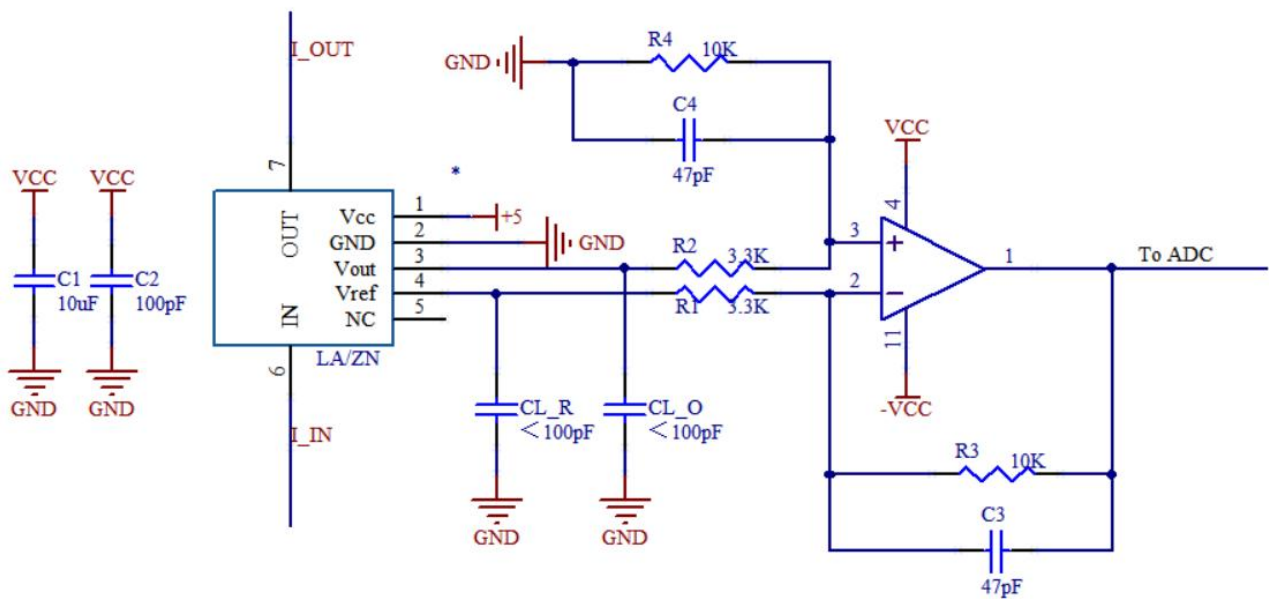 I_OUT
GND
R4
10K
C4
47pF
VCC
VCC
VCC
7
*
4
C1
10uF
C2
100pF
OUT
IN
Vcc
1
+5
GND
2
GND
Vout
3
Vref
4
NC
5
LA/ZN
R2
3.3K
R1
3.3K
3
+
2
−
1
To ADC
11
-VCC
6
I_IN
GND
GND
CL_R
<100pF
CL_O
<100pF
GND
GND
R3
10K
C3
47pF